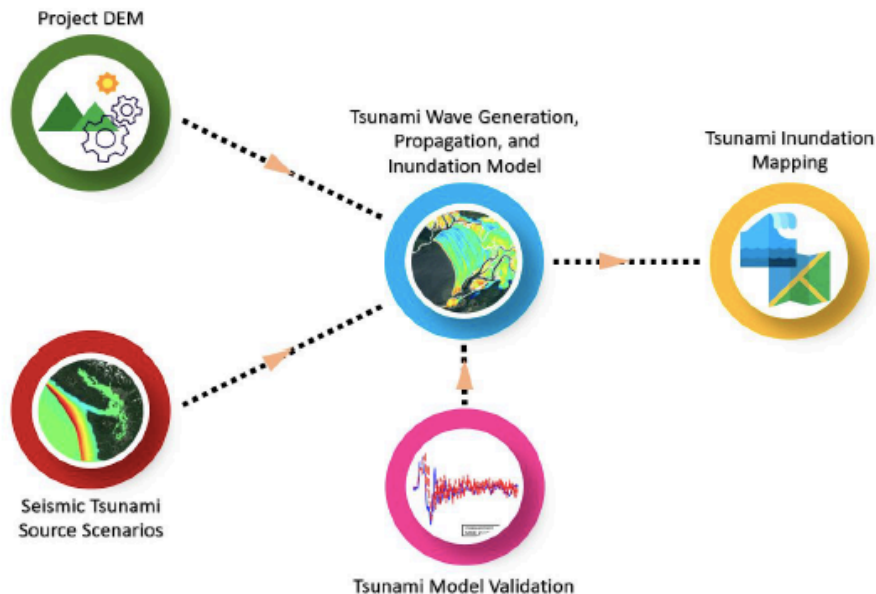 Project DEM
Tsunami Wave Generation,
Propagation, and
Inundation Model
Tsunami Inundation
Mapping
Seismic Tsunami
Source Scenarios
Tsunami Model Validation